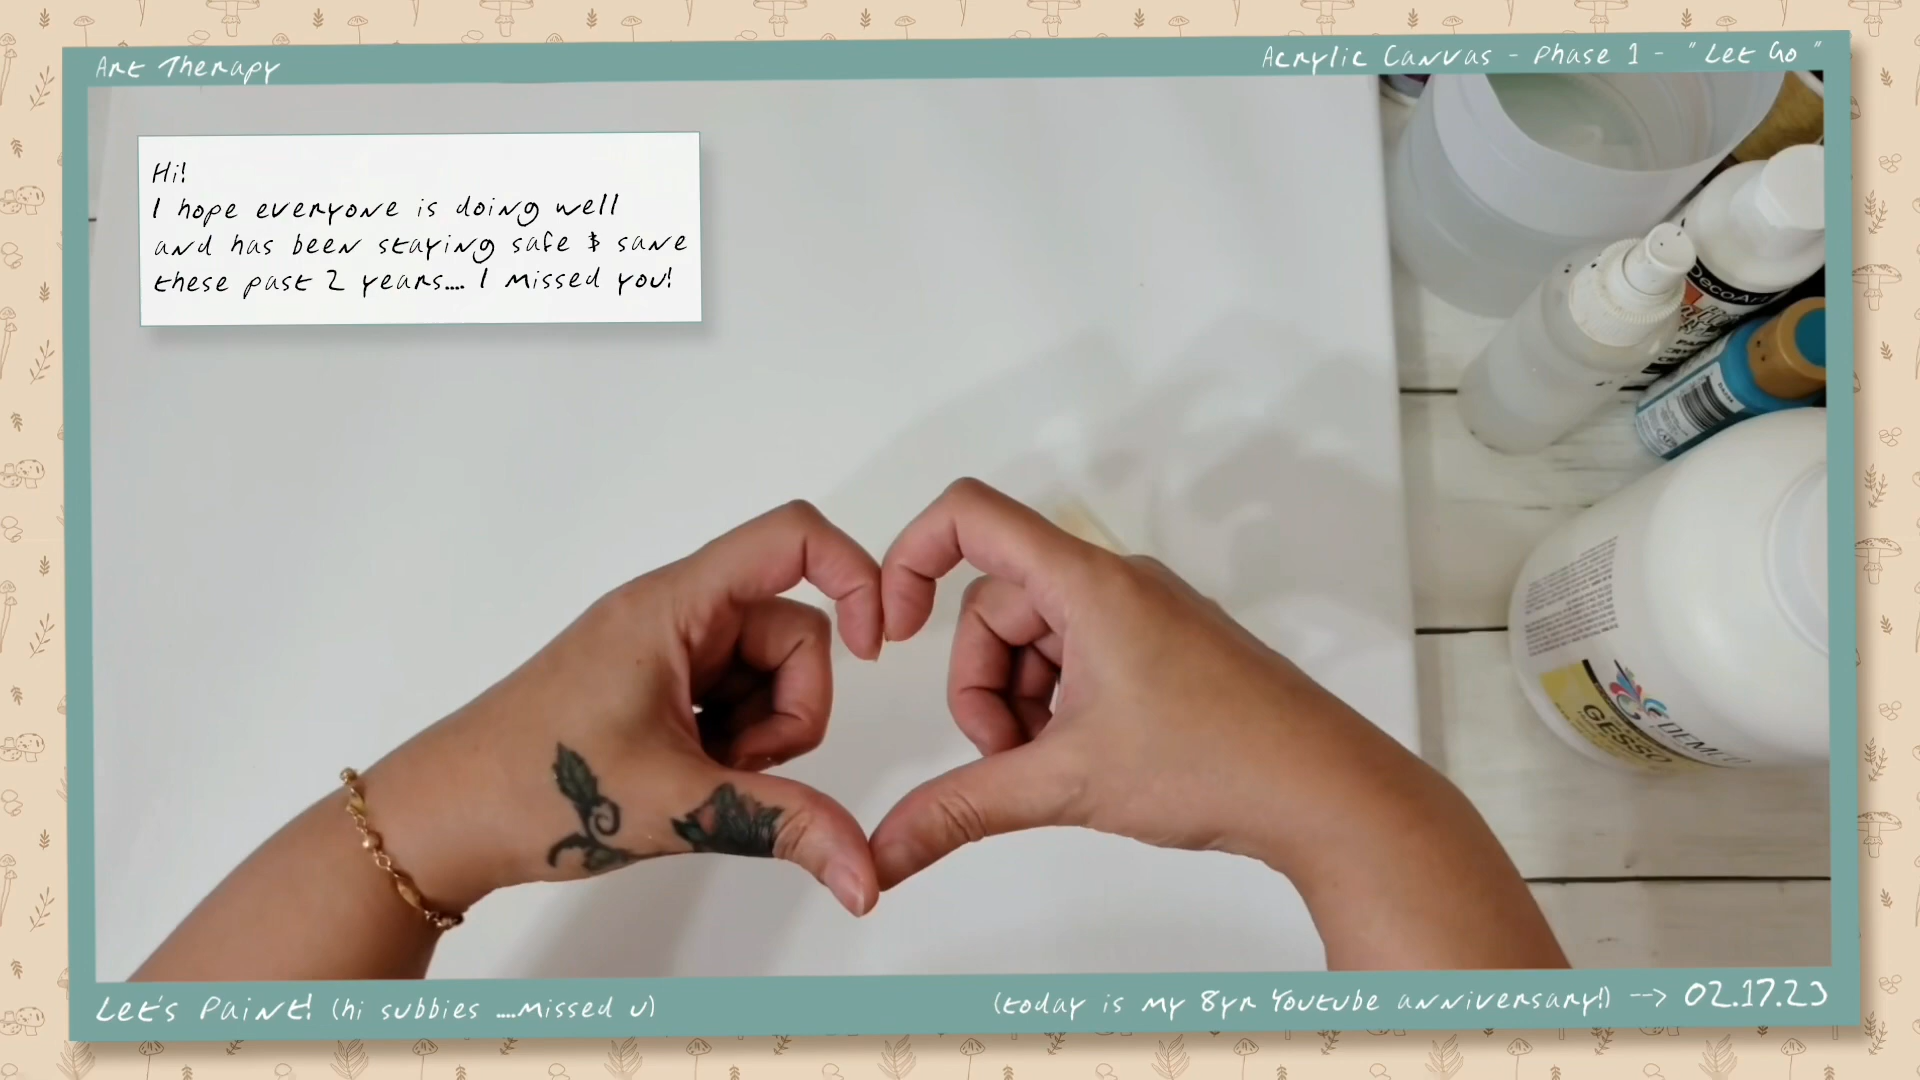 Art Therapy
Acrylic Canvas - Phase 1 - "Let Go"
Hi!
I hope everyone is doing well
and has been staying safe & sane
these past 2 years.... I missed you!
DecoArt
GESSO
Let's Paint! (hi subbies ....missed u)
(today is my 8yr Youtube anniversary!) --> 02.17.23